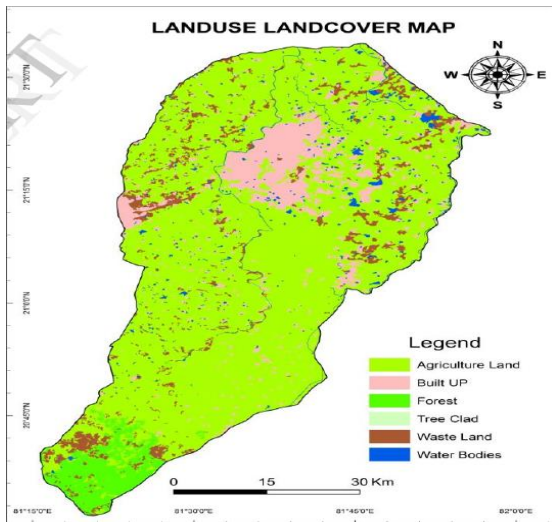 LANDUSE LANDCOVER MAP
N
W E
S
21°30'0"N
21°15'0"N
21°0'0"N
20°45'0"N
Legend
Agriculture Land
Built UP
Forest
Tree Clad
Waste Land
Water Bodies
0 15 30 Km
81°15'0"E 81°30'0"E 81°45'0"E 82°0'0"E